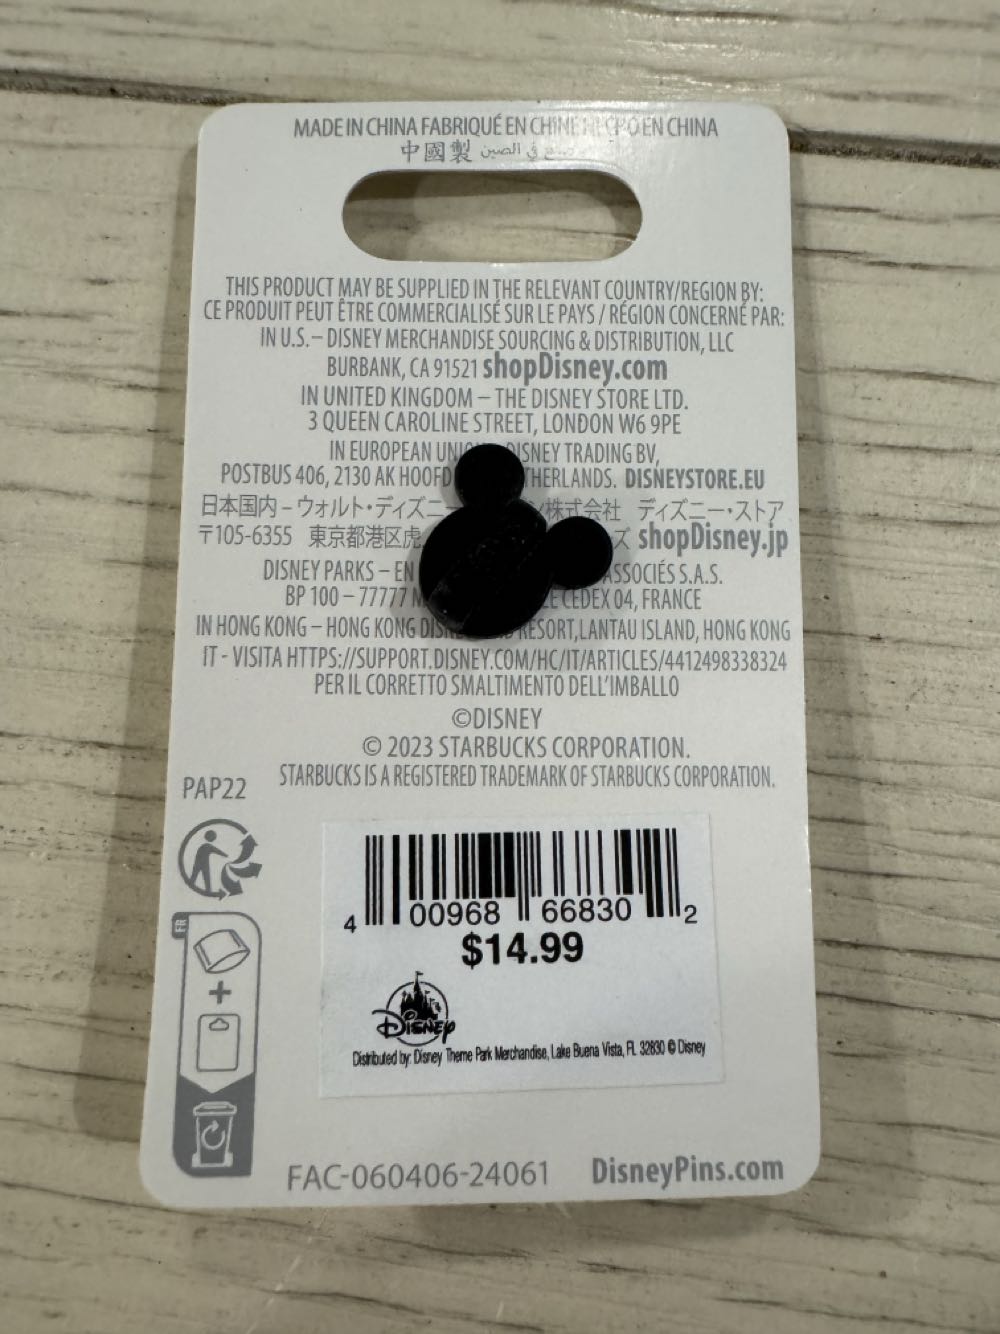 MADE IN CHINA FABRIQUÉ EN CHINE EN CHINA
中國製 في الصين
THIS PRODUCT MAY BE SUPPLIED IN THE RELEVANT COUNTRY/REGION BY:
CE PRODUIT PEUT ÊTRE COMMERCIALISÉ SUR LE PAYS / RÉGION CONCERNÉ PAR:
IN U.S.– DISNEY MERCHANDISE SOURCING & DISTRIBUTION, LLC
BURBANK, CA 91521 shopDisney.com
IN UNITED KINGDOM – THE DISNEY STORE LTD.
3 QUEEN CAROLINE STREET, LONDON W6 9PE
IN EUROPEAN DISNEY TRADING BV,
POSTBUS 406, 2130 AK DISNEYSTORE.EU
日本国内 – ウォルト・ディズニー 株式会社 ディズニー・ストア
〒105-6355 東京都港区虎 shopDisney.jp
DISNEY PARKS – EN ASSOCIÉS S.A.S.
BP 100 – 77777 CEDEX 04, FRANCE
IN HONG KONG – HONG KONG RESORT, LANTAU ISLAND, HONG KONG
IT - VISITA HTTPS://SUPPORT.DISNEY.COM/HC/IT/ARTICLES/4412498338324
PER IL CORRETTO SMALTIMENTO DELL'IMBALLO
©DISNEY
© 2023 STARBUCKS CORPORATION.
STARBUCKS IS A REGISTERED TRADEMARK OF STARBUCKS CORPORATION.
PAP22
FR
4 00968 66830 2
$14.99
Disney
Distributed by: Disney Theme Park Merchandise, Lake Buena Vista, FL 32830 © Disney
FAC-060406-24061 DisneyPins.com